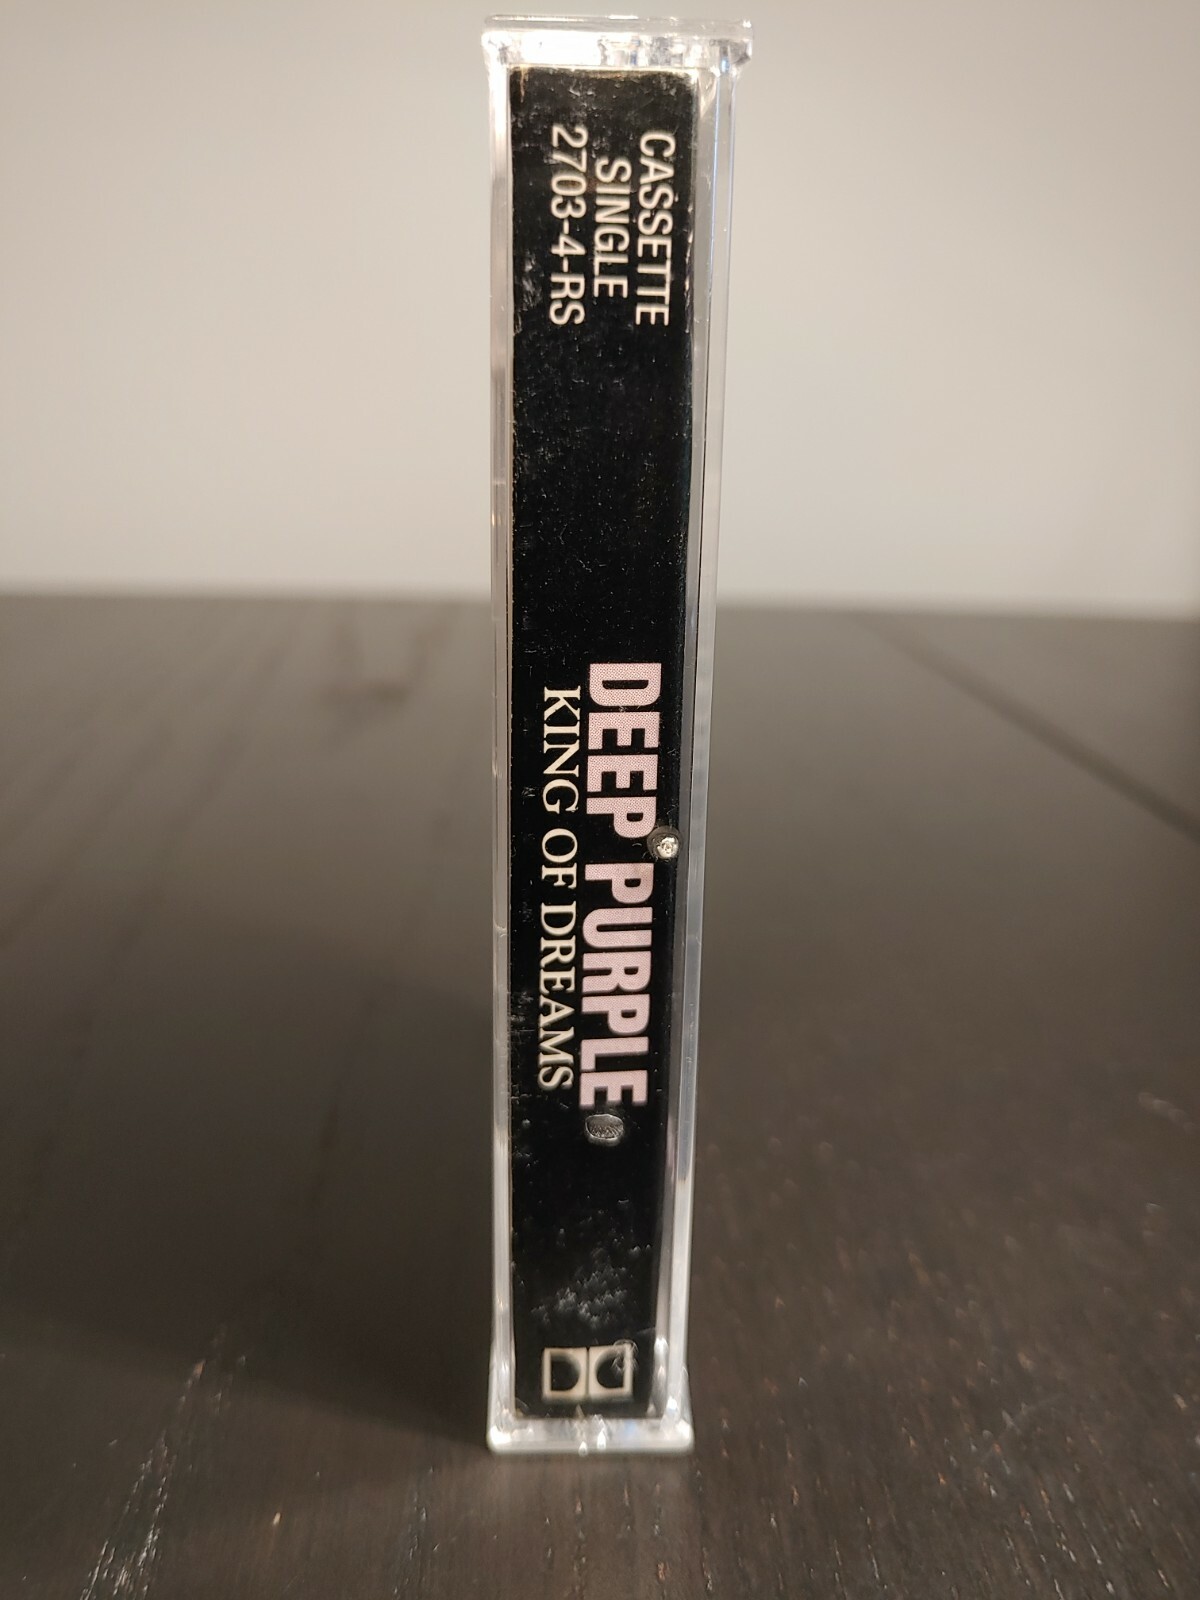 CASSETTE
SINGLE
2703-4-RS
DEEP PURPLE
KING OF DREAMS